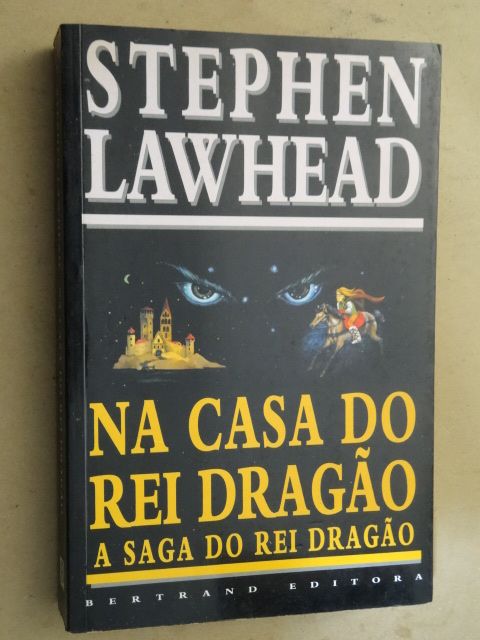 STEPHEN
LAWHEAD
NA CASA DO
REI DRAGÃO
A SAGA DO REI DRAGÃO
BERTRAND EDITORA